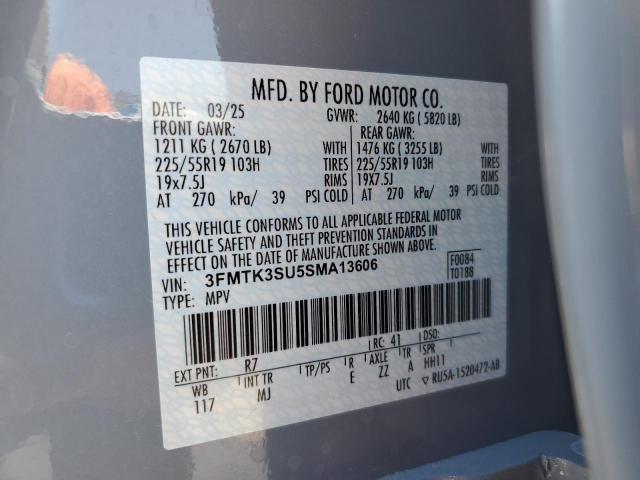 MFD. BY FORD MOTOR CO.
DATE: 03/25 GVWR: 2640 KG ( 5820 LB)
FRONT GAWR: REAR GAWR:
1211 KG ( 2670 LB) WITH 1476 KG ( 3255 LB) WITH
225/55R19 103H TIRES 225/55R19 103H TIRES
19x7.5J RIMS 19X7.5J RIMS
AT 270 kPa/ 39 PSI COLD AT 270 kPa/ 39 PSI COLD
THIS VEHICLE CONFORMS TO ALL APPLICABLE FEDERAL MOTOR
VEHICLE SAFETY AND THEFT PREVENTION STANDARDS IN
EFFECT ON THE DATE OF MANUFACTURE SHOWN ABOVE.
VIN: 3FMTK3SU5SMA13606 F0084
TYPE: MPV T0188
EXT PNT: R7 RC: 41 DSO:
WB INT TR TP/PS R AXLE TR SPR
117 MJ E ZZ A HH11
UTC ▽ RU5A-1520472-AB